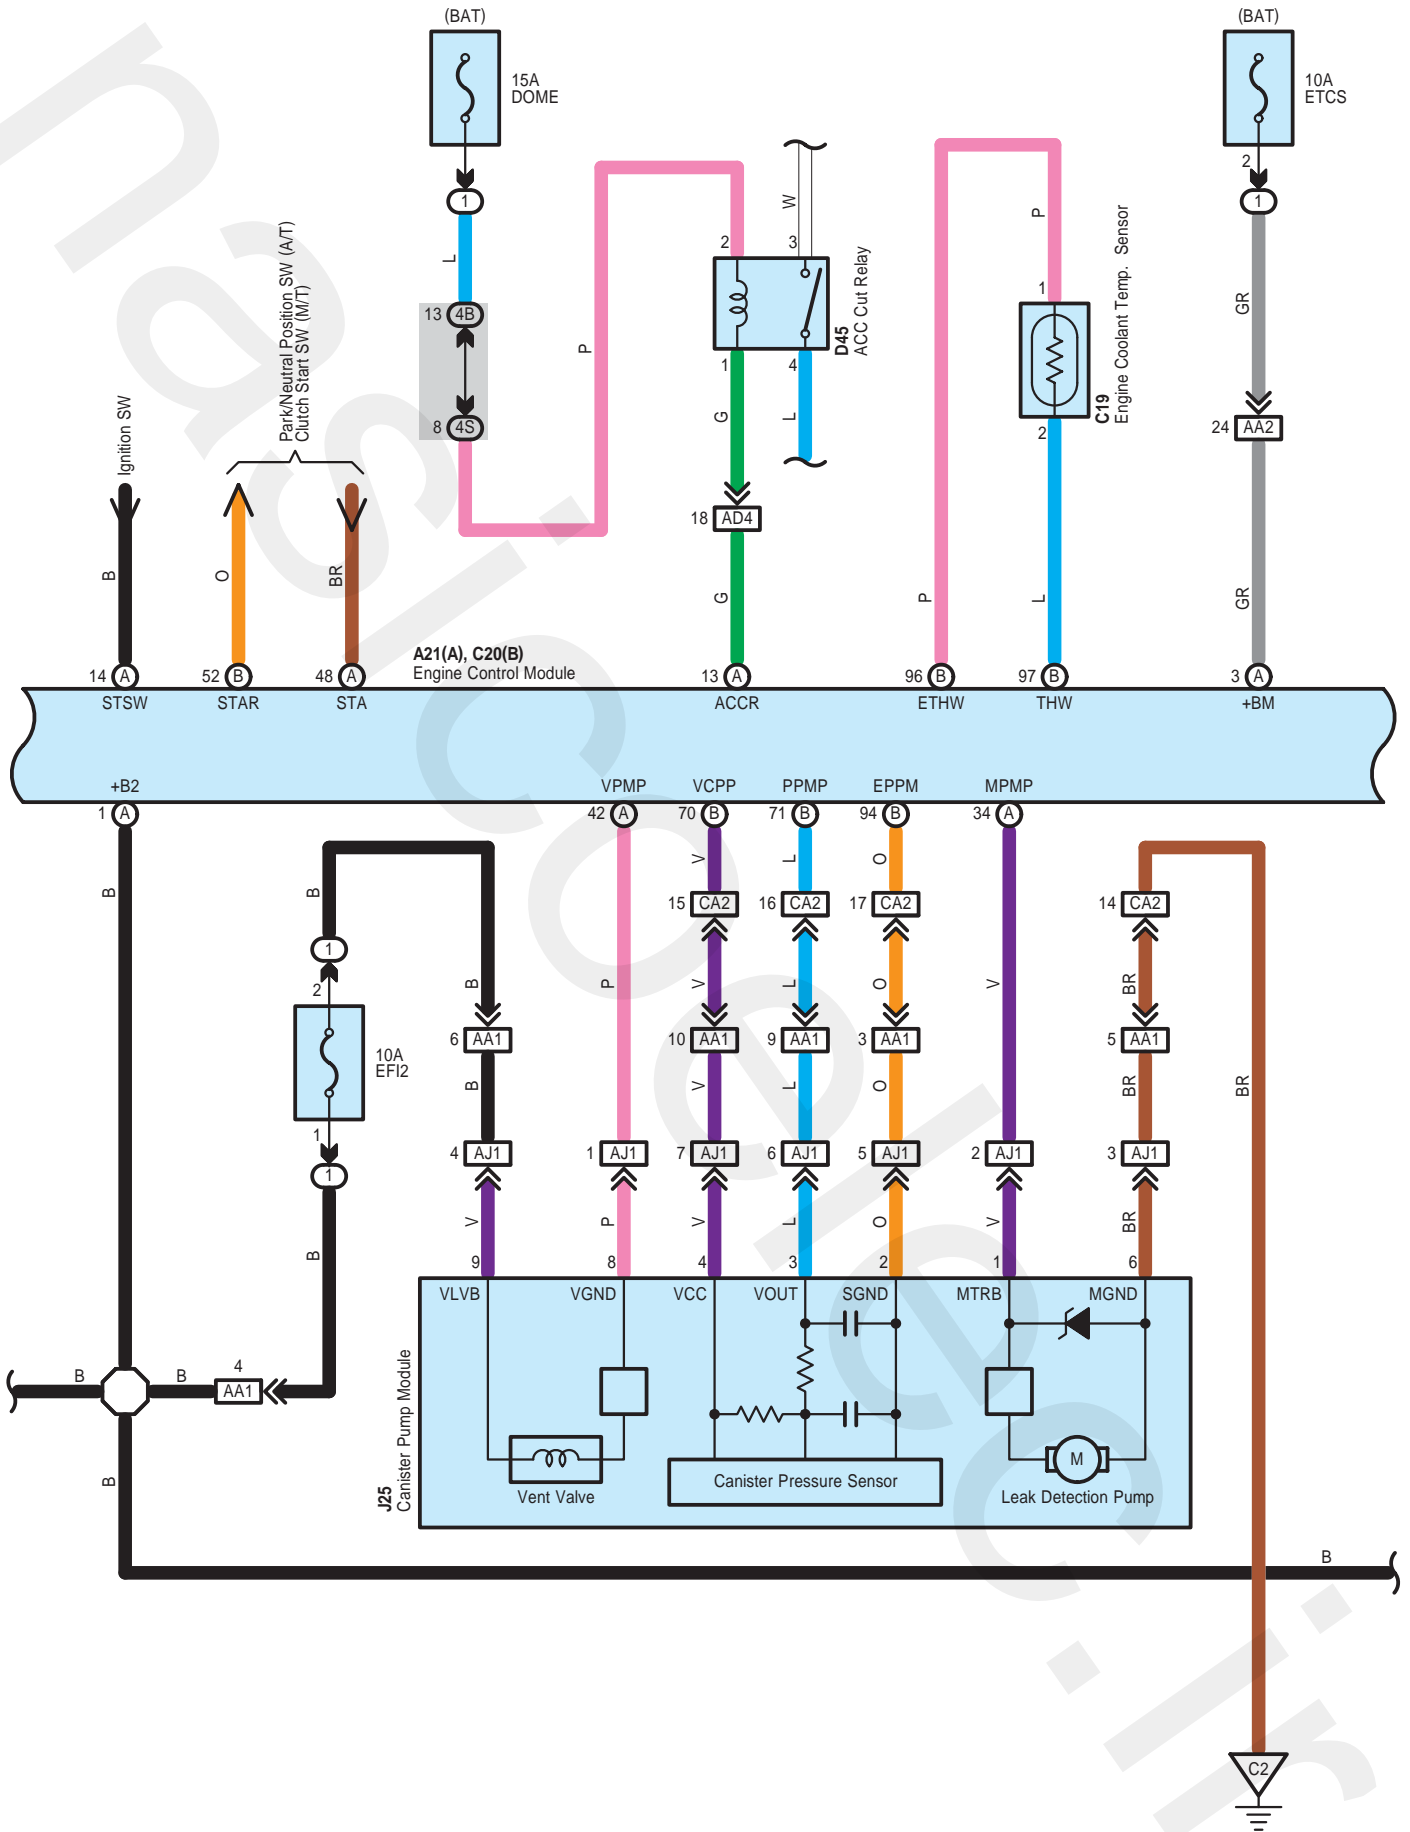 (BAT)
15A
DOME
1
L
13 4B
8 4S
P
(BAT)
10A
ETCS
2
1
GR
24 AA2
GR
W
2
3
D45
ACC Cut Relay
1
4
G
L
18 AD4
G
P
1
C19
Engine Coolant Temp. Sensor
2
P
L
Ignition SW
Park/Neutral Position SW (A/T)
Clutch Start SW (M/T)
B
O
BR
A21(A), C20(B)
Engine Control Module
14 A
52 B
48 A
13 A
96 B
97 B
3 A
STSW
STAR
STA
ACCR
ETHW
THW
+BM
+B2
VPMP
VCPP
PPMP
EPPM
MPMP
1 A
42 A
70 B
71 B
94 B
34 A
B
B
V
L
O
15 CA2
16 CA2
17 CA2
14 CA2
1
2
10A
EFI2
1
1
B
P
V
L
O
V
BR
6 AA1
10 AA1
9 AA1
3 AA1
5 AA1
B
V
L
O
BR
BR
4 AJ1
1 AJ1
7 AJ1
6 AJ1
5 AJ1
2 AJ1
3 AJ1
B
V
P
V
L
O
V
BR
9
8
4
3
2
1
6
VLVB
VGND
VCC
VOUT
SGND
MTRB
MGND
B
B
4
AA1
B
J25
Canister Pump Module
Vent Valve
Canister Pressure Sensor
M
Leak Detection Pump
B
C2
nasicoelec.ir